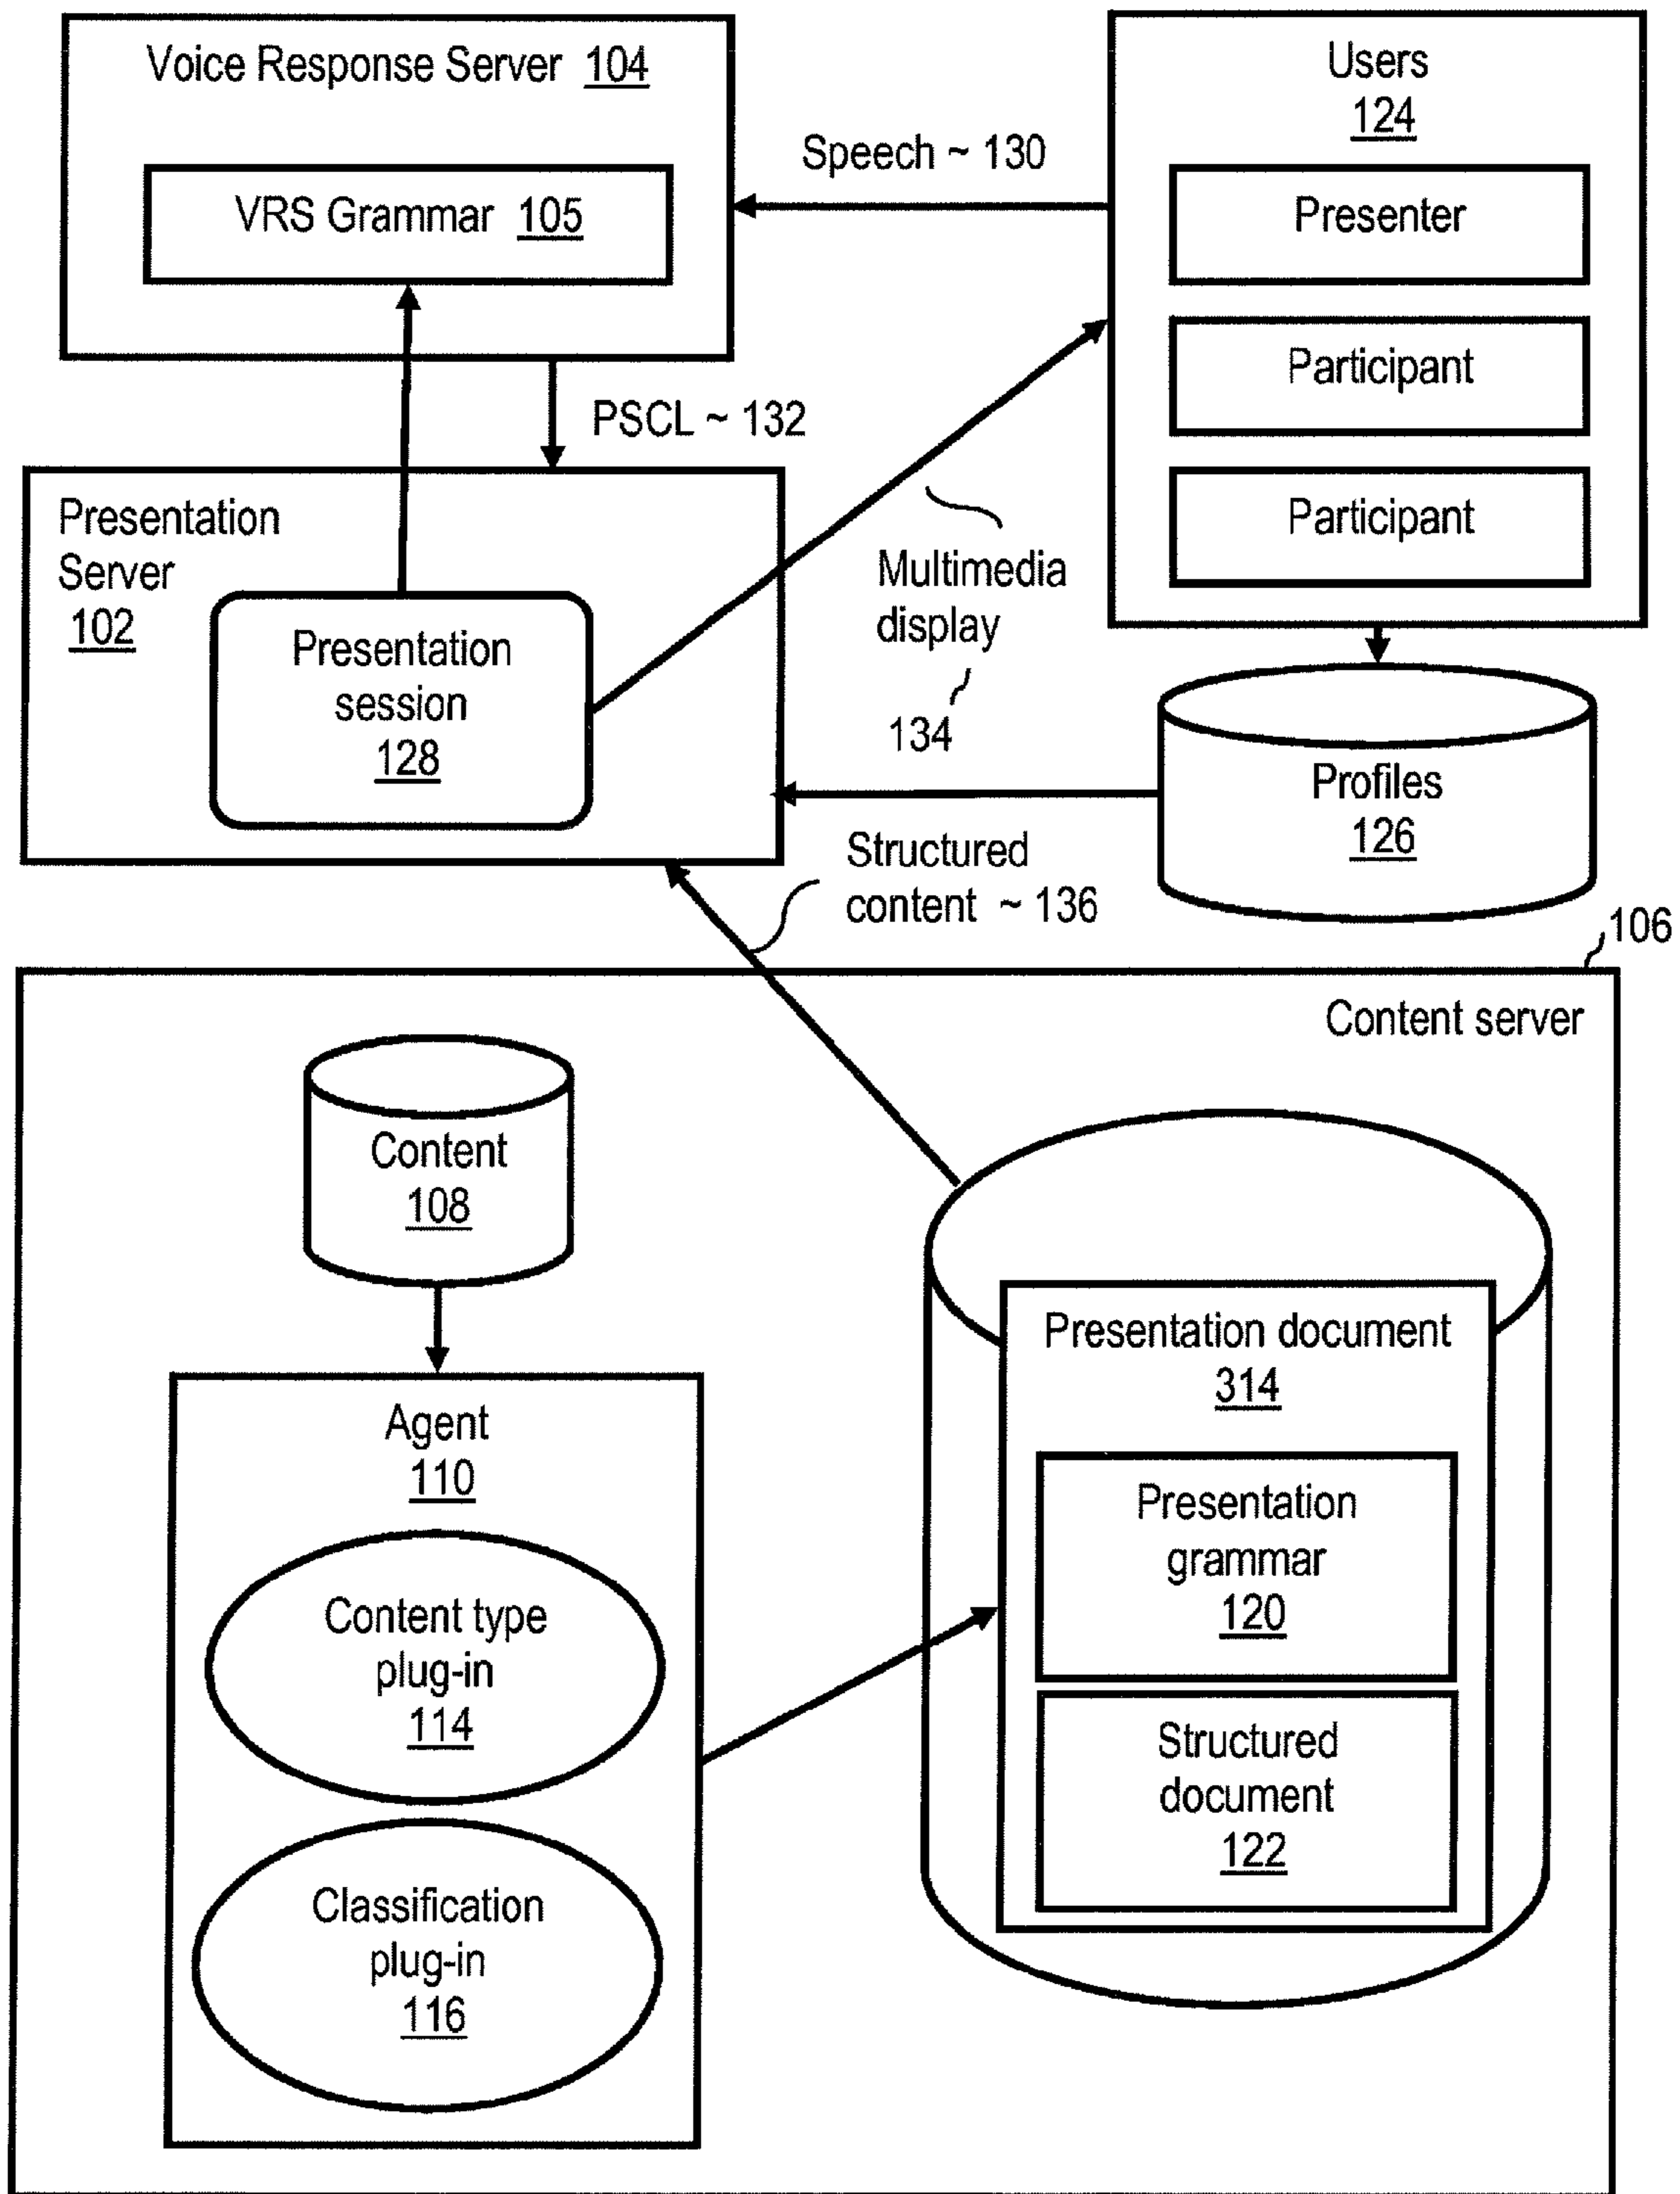 Voice Response Server 104
VRS Grammar 105
Speech ~ 130
Users
124
Presenter
Participant
Participant
PSCL ~ 132
Presentation
Server
102
Presentation
session
128
Multimedia
display
134
Profiles
126
Structured
content ~ 136
106
Content server
Content
108
Agent
110
Content type
plug-in
114
Classification
plug-in
116
Presentation document
314
Presentation
grammar
120
Structured
document
122